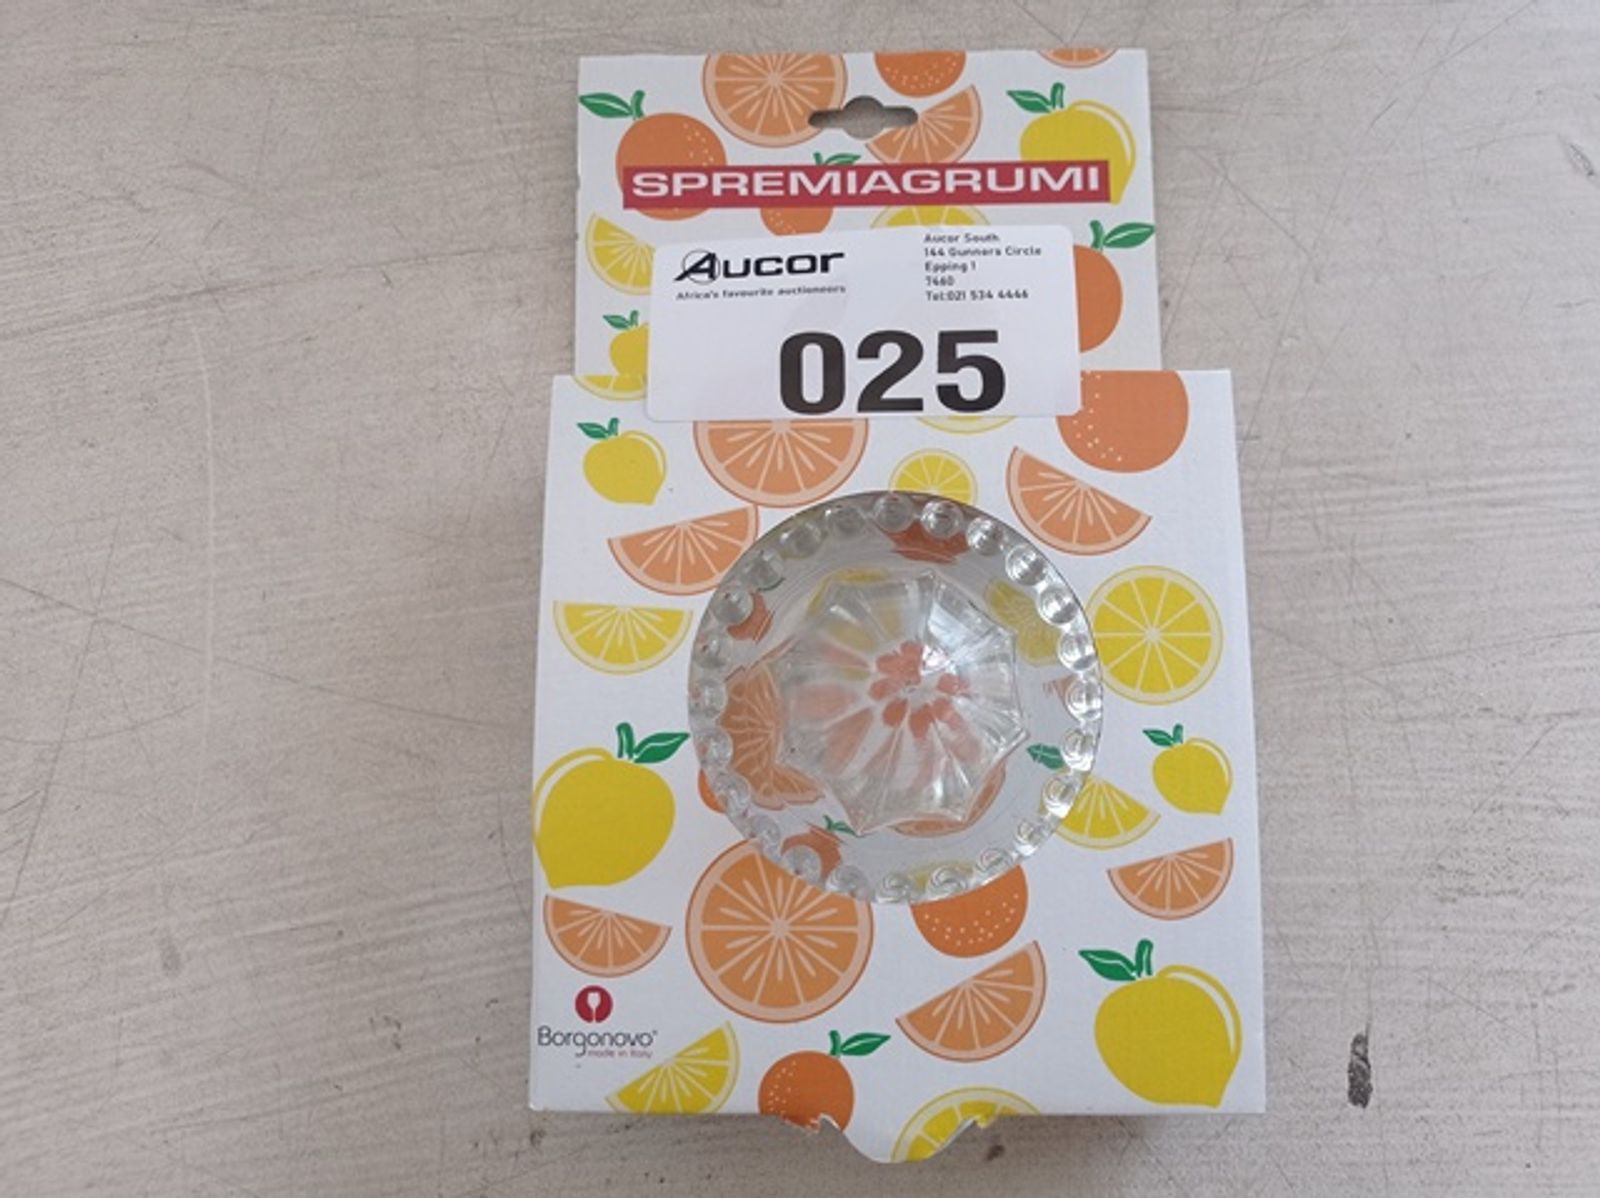 SPREMIAGRUMI
Aucor
Africa's favourite auctioneers
Aucor South
144 Gunners Circle
Epping 1
7460
Tel:021 534 4446
025
Borgonovo®
made in Italy